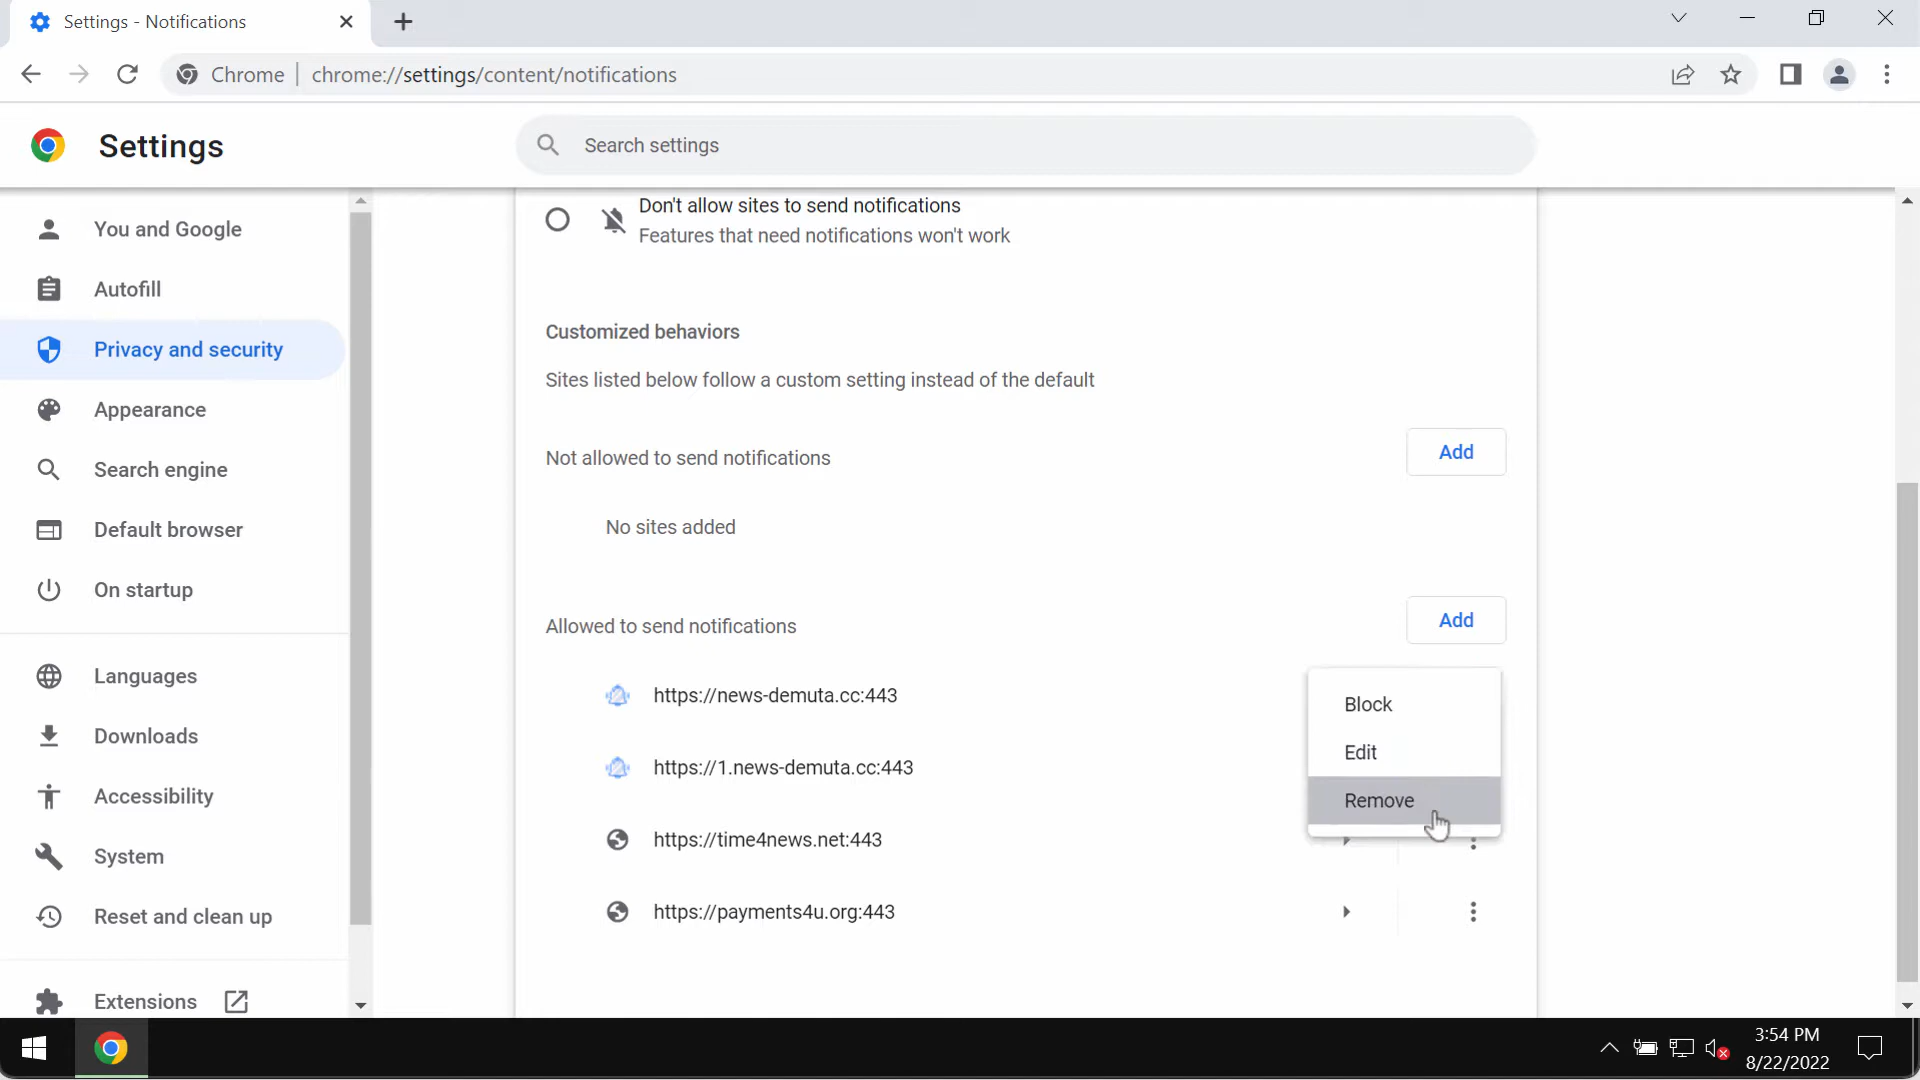 Settings - Notifications
Chrome
chrome://settings/content/notifications
Settings
Search settings
You and Google
Autofill
Privacy and security
Appearance
Search engine
Default browser
On startup
Languages
Downloads
Accessibility
System
Reset and clean up
Extensions
Don't allow sites to send notifications
Features that need notifications won't work
Customized behaviors
Sites listed below follow a custom setting instead of the default
Not allowed to send notifications
Add
No sites added
Allowed to send notifications
Add
https://news-demuta.cc:443
https://1.news-demuta.cc:443
https://time4news.net:443
https://payments4u.org:443
Block
Edit
Remove
3:54 PM
8/22/2022